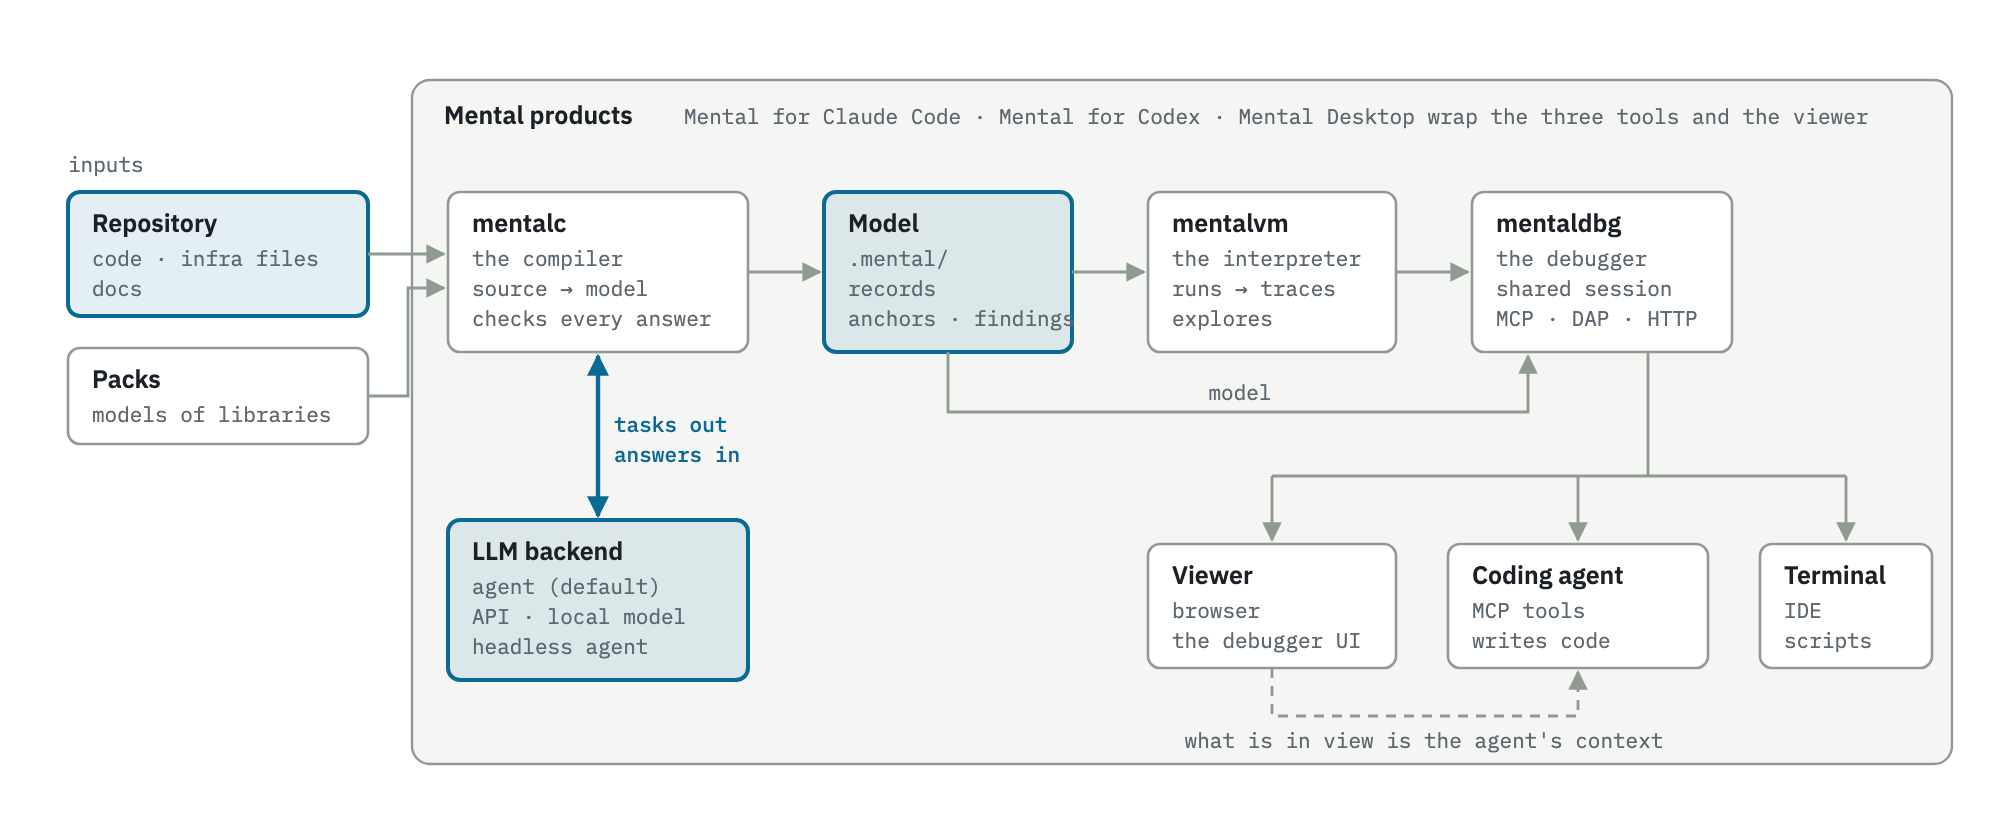 Mental products
Mental for Claude Code · Mental for Codex · Mental Desktop wrap the three tools and the viewer
inputs
Repository
code · infra files
docs
Packs
models of libraries
mentalc
the compiler
source → model
checks every answer
Model
.mental/
records
anchors · findings
mentalvm
the interpreter
runs → traces
explores
mentaldbg
the debugger
shared session
MCP · DAP · HTTP
model
tasks out
answers in
LLM backend
agent (default)
API · local model
headless agent
Viewer
browser
the debugger UI
Coding agent
MCP tools
writes code
Terminal
IDE
scripts
what is in view is the agent's context